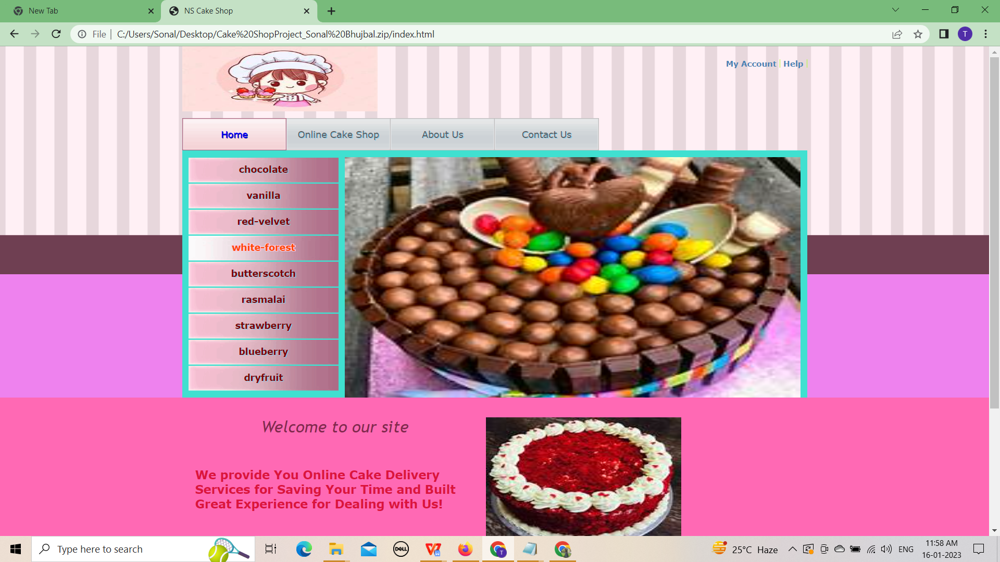 New Tab
NS Cake Shop
File
C:/Users/Sonal/Desktop/Cake%20ShopProject_Sonal%20Bhujbal.zip/index.html
T
My Account Help
Home
Online Cake Shop
About Us
Contact Us
chocolate
vanilla
red-velvet
white-forest
butterscotch
rasmalai
strawberry
blueberry
dryfruit
Welcome to our site
We provide You Online Cake Delivery
Services for Saving Your Time and Built
Great Experience for Dealing with Us!
Type here to search
DELL
W
T
25°C Haze
ENG
11:58 AM
16-01-2023